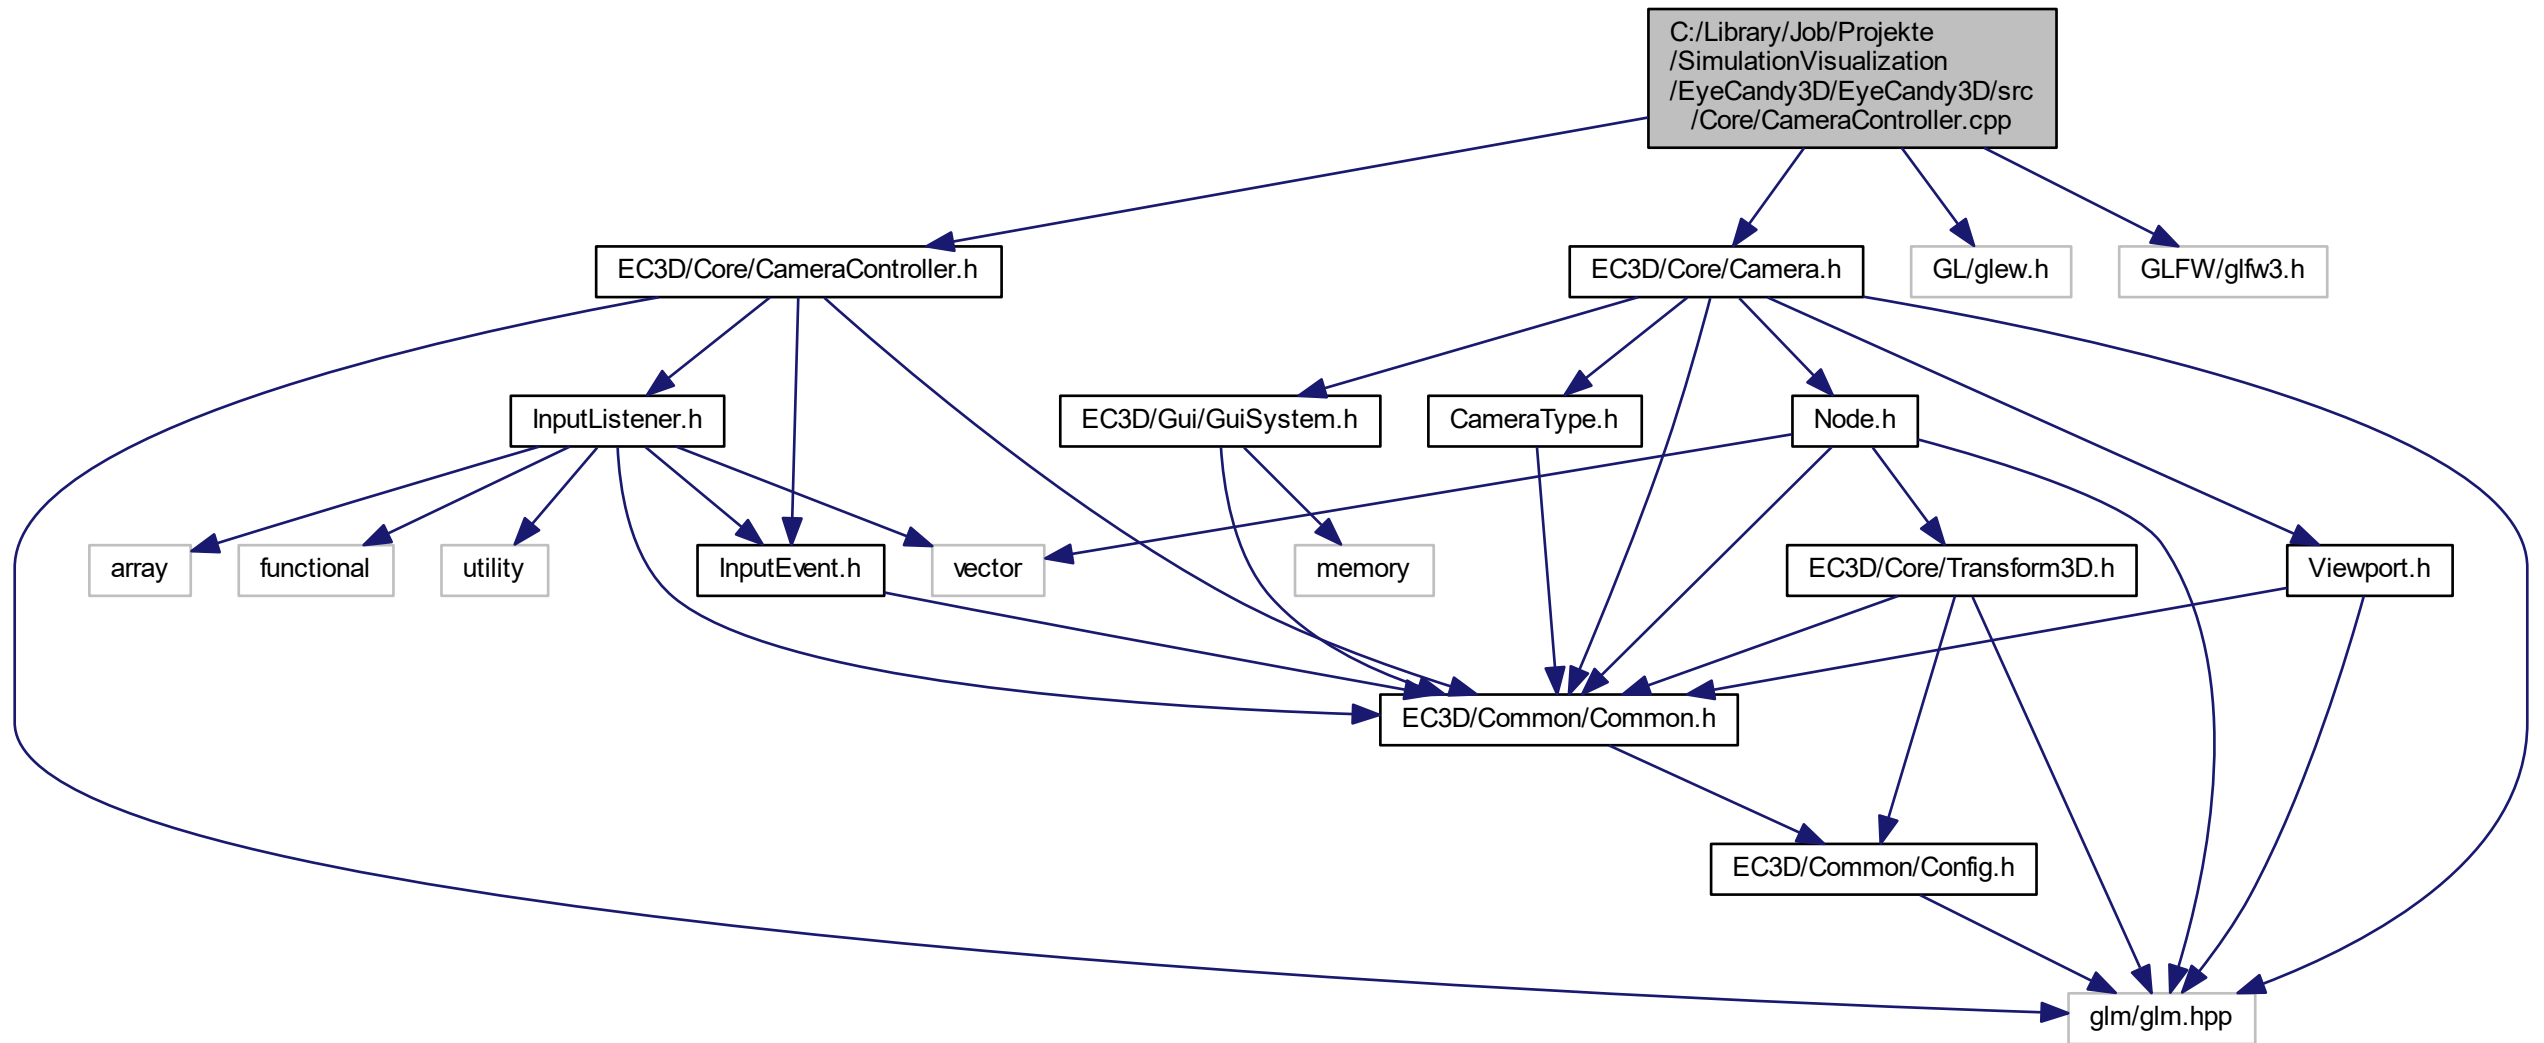 C:/Library/Job/Projekte
/SimulationVisualization
/EyeCandy3D/EyeCandy3D/src
/Core/CameraController.cpp
EC3D/Core/CameraController.h
EC3D/Core/Camera.h
GL/glew.h
GLFW/glfw3.h
InputListener.h
EC3D/Gui/GuiSystem.h
CameraType.h
Node.h
array
functional
utility
InputEvent.h
vector
memory
EC3D/Core/Transform3D.h
Viewport.h
EC3D/Common/Common.h
EC3D/Common/Config.h
glm/glm.hpp